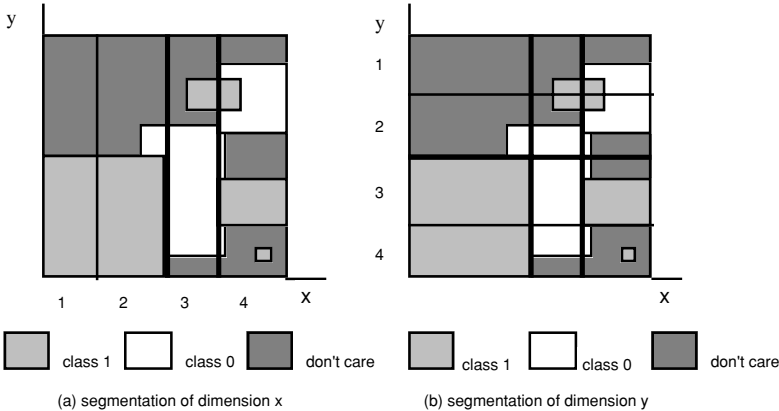 y
1 2 3 4 x
class 1 class 0 don't care
(a) segmentation of dimension x
y
1
2
3
4
x
class 1 class 0 don't care
(b) segmentation of dimension y